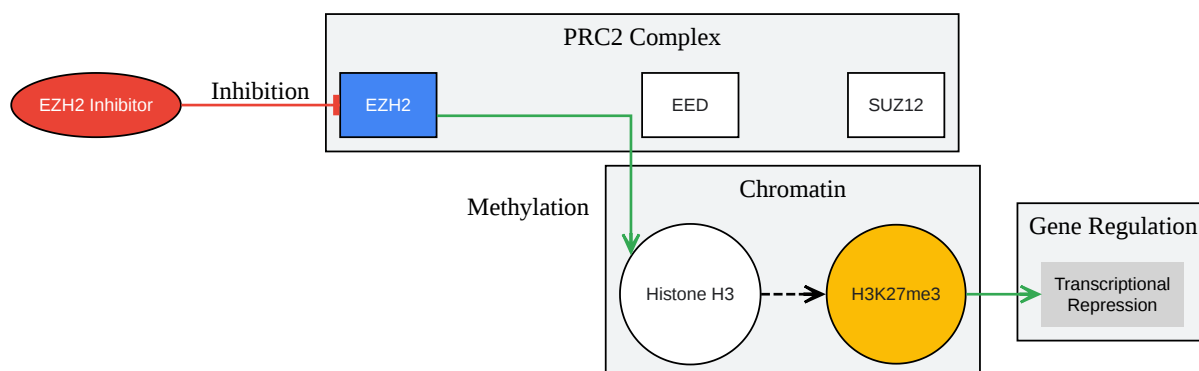 PRC2 Complex
Inhibition
EZH2 Inhibitor
EZH2
EED
SUZ12
Methylation
Chromatin
Histone H3
H3K27me3
Gene Regulation
Transcriptional
Repression